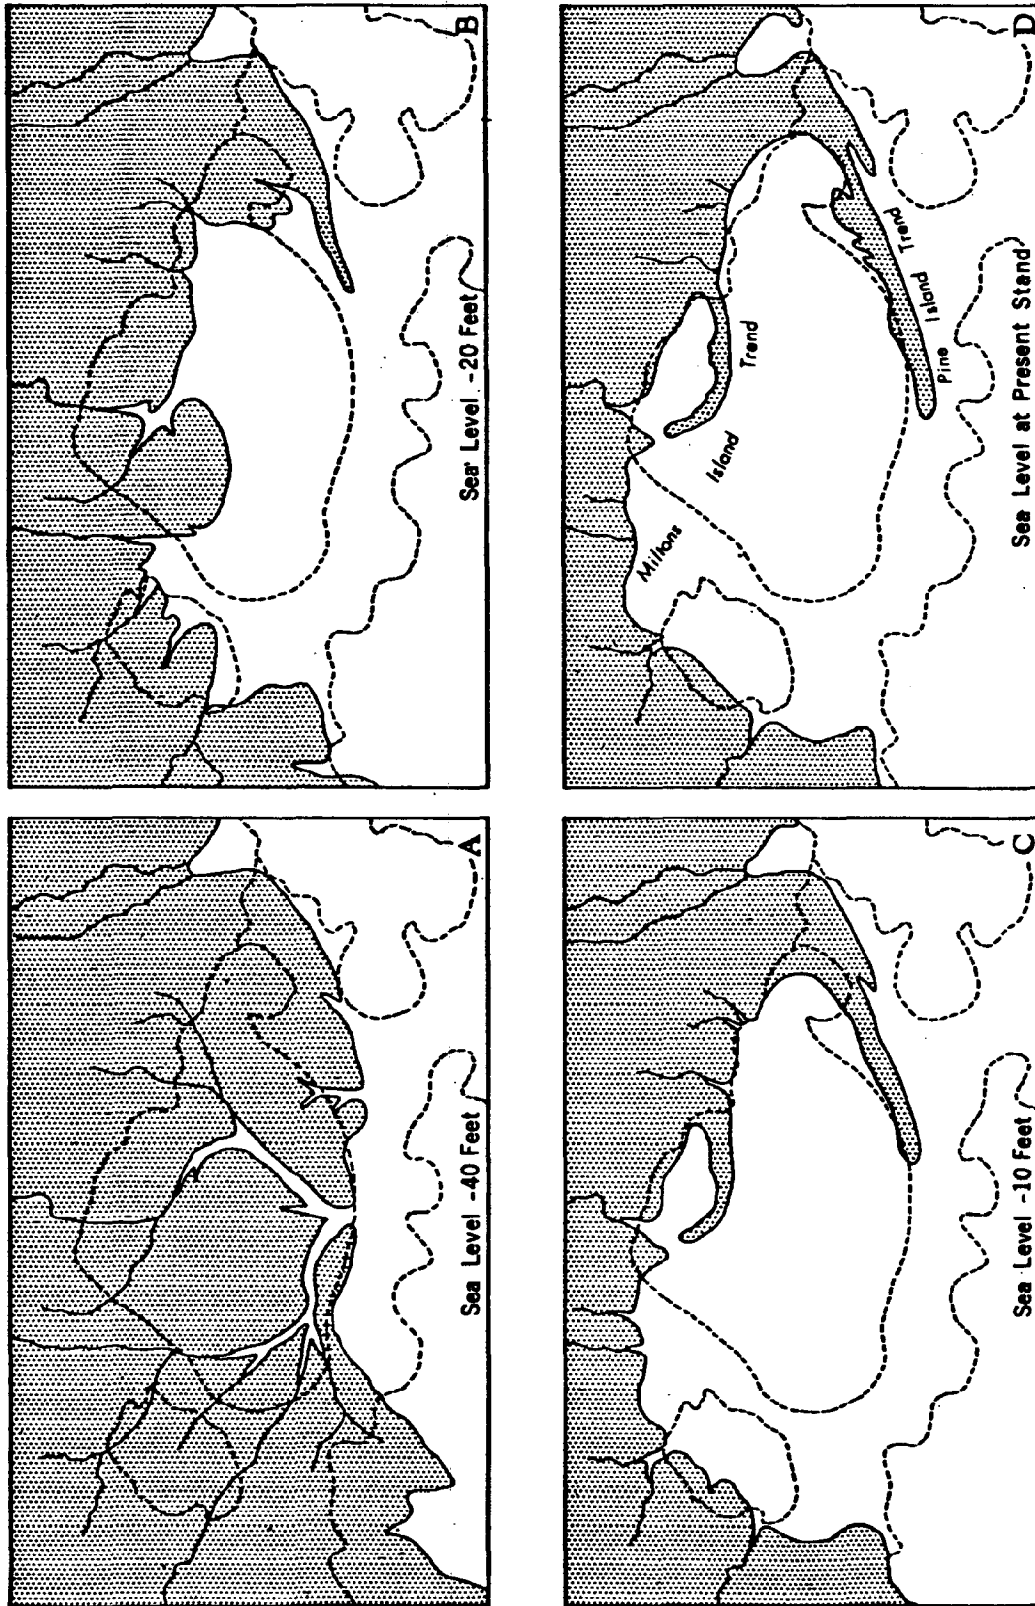 A
Sea Level -40 Feet
B
Sea Level -20 Feet
C
Sea Level -10 Feet
D
Miltons Island Trend
Pine Island Trend
Sea Level at Present Stand